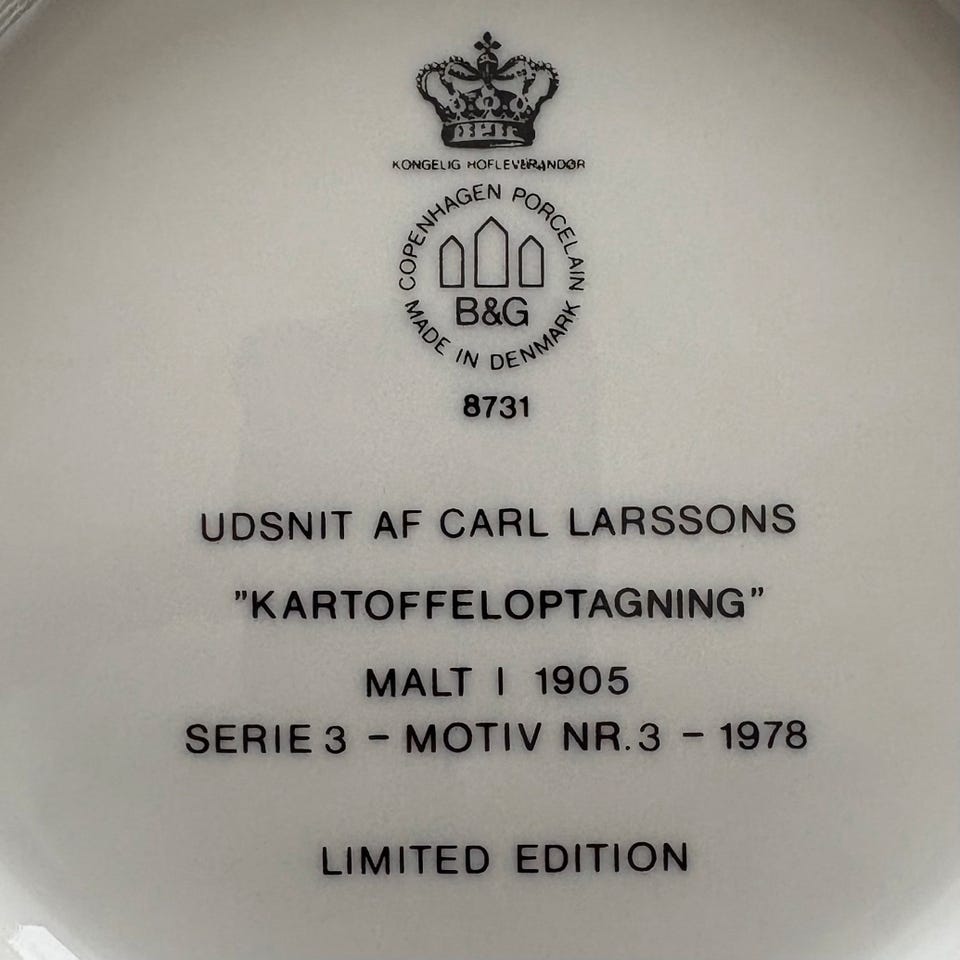 KONGELIG HOFLEVERANDØR
COPENHAGEN PORCELAIN
B&G
MADE IN DENMARK
8731
UDSNIT AF CARL LARSSONS
”KARTOFFELOPTAGNING”
MALT I 1905
SERIE 3 – MOTIV NR. 3 – 1978
LIMITED EDITION